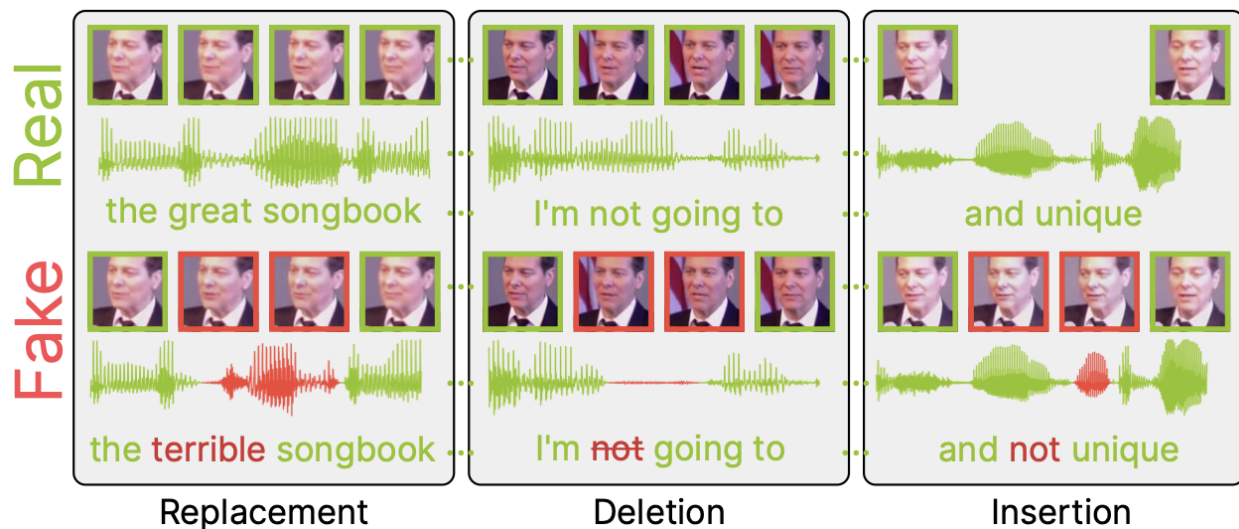 Real
the great songbook
I'm not going to
and unique
Fake
the terrible songbook
I'm not going to
and not unique
Replacement
Deletion
Insertion